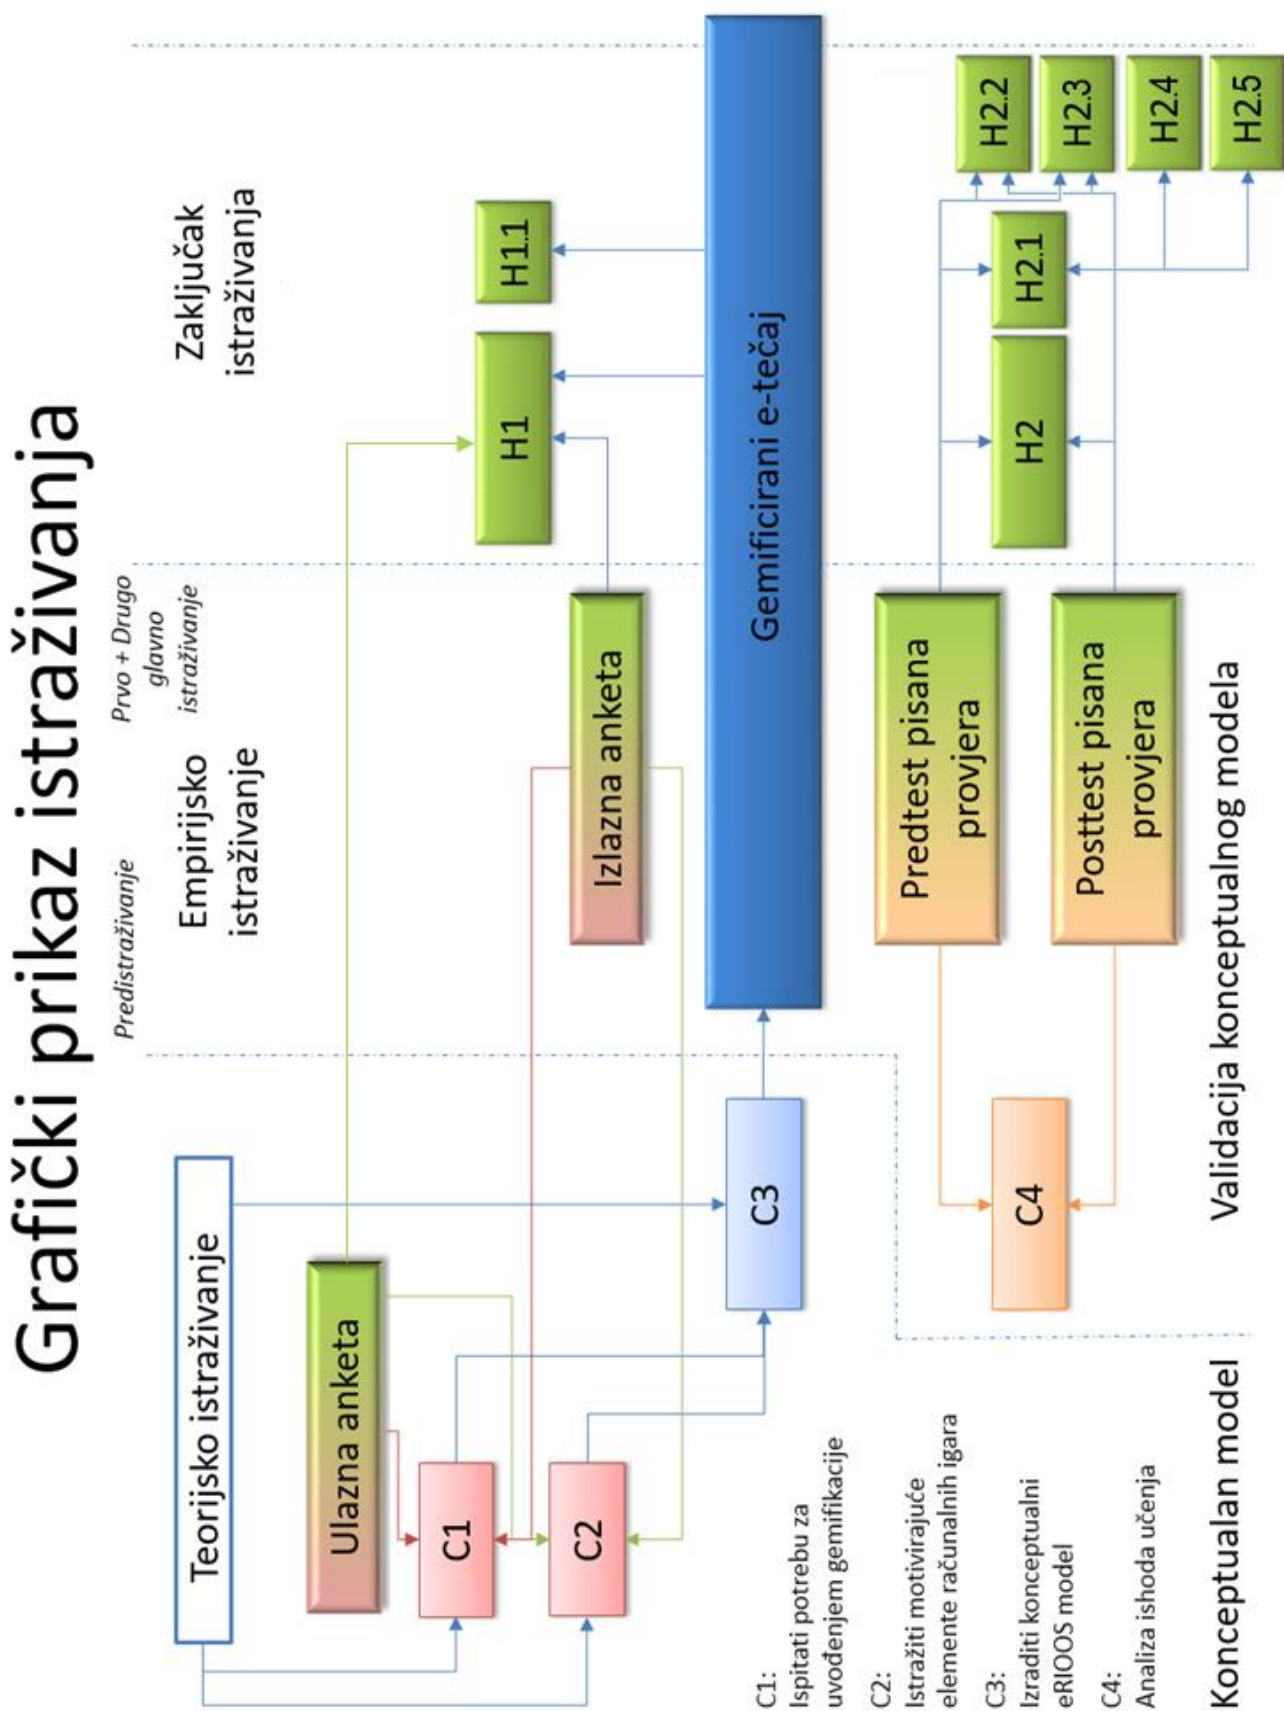 Grafički prikaz istraživanja
Predistraživanje
Prvo + Drugo
glavno
istraživanje
Teorijsko istraživanje
Empirijsko
istraživanje
Zaključak
istraživanja
Ulazna anketa
C1
C2
Izlazna anketa
H1
H1.1
C3
Gemificirani e-tečaj
C1:
Ispitati potrebu za
uvođenjem gemifikacije
C2:
Istražiti motivirajuće
elemente računalnih igara
C3:
Izraditi konceptualni
eRIOOS model
C4:
Analiza ishoda učenja
C4
Predtest pisana
provjera
Posttest pisana
provjera
H2
H2.1
H2.2
H2.3
H2.4
H2.5
Konceptualan model
Validacija konceptualnog modela